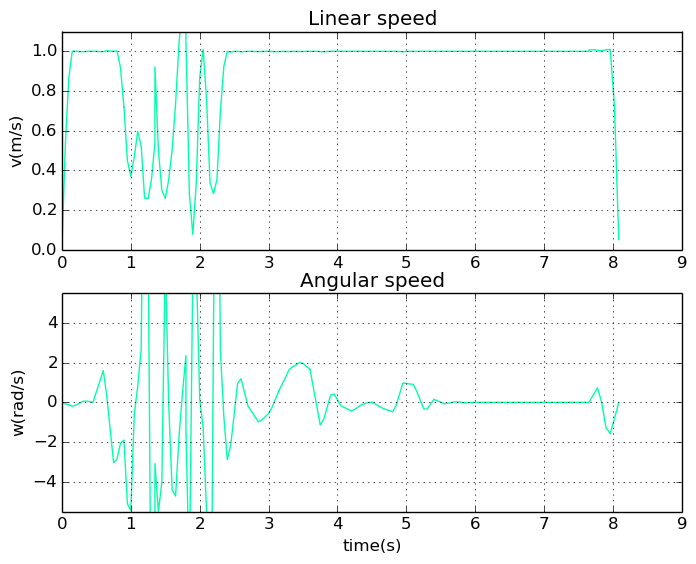 Linear speed
v(m/s)
1.0
0.8
0.6
0.4
0.2
0.0
0 1 2 3 4 5 6 7 8 9
Angular speed
w(rad/s)
4
2
0
−2
−4
0 1 2 3 4 5 6 7 8 9
time(s)